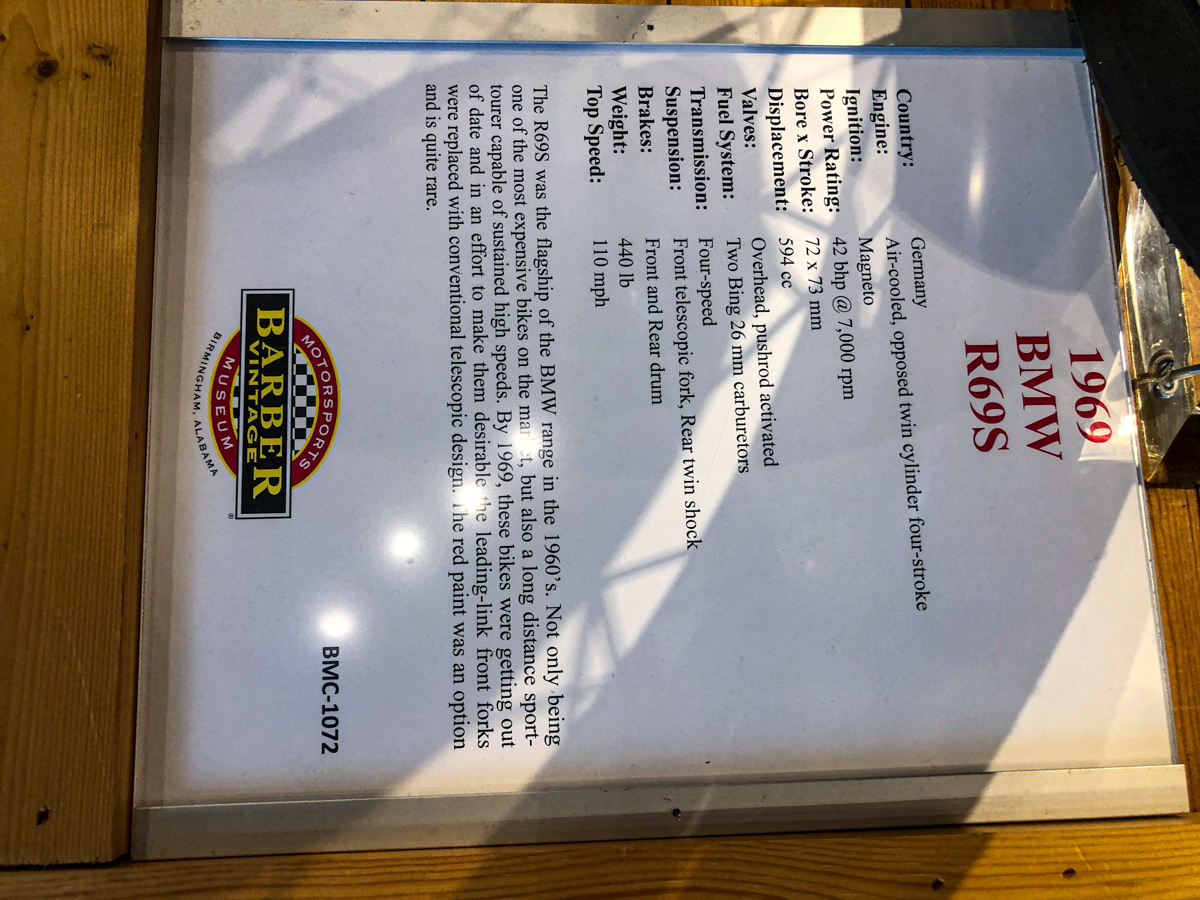 1969
BMW
R69S
Country: Germany
Engine: Air-cooled, opposed twin cylinder four-stroke
Ignition: Magneto
Power Rating: 42 bhp @ 7,000 rpm
Bore x Stroke: 72 x 73 mm
Displacement: 594 cc
Valves: Overhead, pushrod activated
Fuel System: Two Bing 26 mm carburetors
Transmission: Four-speed
Suspension: Front telescopic fork, Rear twin shock
Brakes: Front and Rear drum
Weight: 440 lb
Top Speed: 110 mph
The R69S was the flagship of the BMW range in the 1960's. Not only being
one of the most expensive bikes on the market, but also a long distance sport-
tourer capable of sustained high speeds. By 1969, these bikes were getting out
of date and in an effort to make them desirable the leading-link front forks
were replaced with conventional telescopic design. The red paint was an option
and is quite rare.
BMC-1072
MOTORSPORTS
BARBER
VINTAGE
MUSEUM
BIRMINGHAM, ALABAMA
®